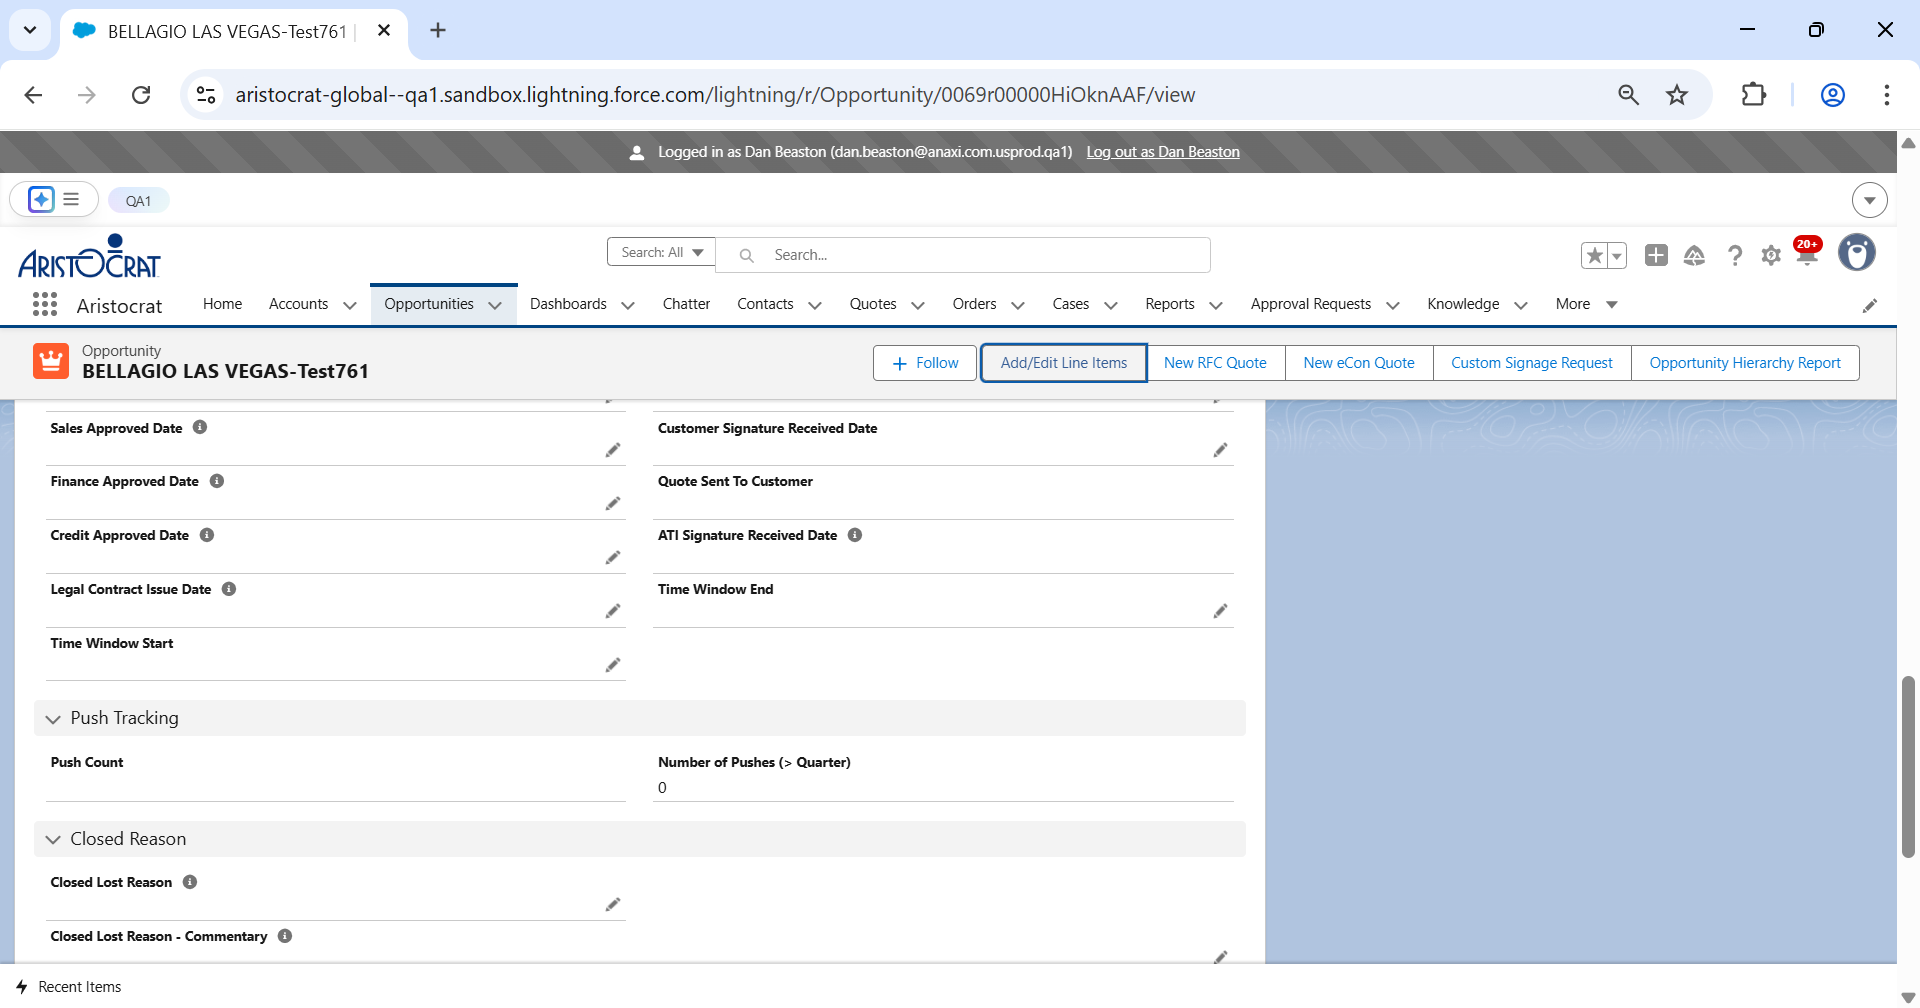 BELLAGIO LAS VEGAS-Test761
aristocrat-global--qa1.sandbox.lightning.force.com/lightning/r/Opportunity/0069r00000HiOknAAF/view
Logged in as Dan Beaston (dan.beaston@anaxi.com.usprod.qa1) Log out as Dan Beaston
QA1
ARISTOCRAT
Search: All Search... 20+
Aristocrat Home Accounts Opportunities Dashboards Chatter Contacts Quotes Orders Cases Reports Approval Requests Knowledge More
Opportunity
BELLAGIO LAS VEGAS-Test761
Follow Add/Edit Line Items New RFC Quote New eCon Quote Custom Signage Request Opportunity Hierarchy Report
Sales Approved Date Customer Signature Received Date
Finance Approved Date Quote Sent To Customer
Credit Approved Date ATI Signature Received Date
Legal Contract Issue Date Time Window End
Time Window Start
Push Tracking
Push Count Number of Pushes (> Quarter)
0
Closed Reason
Closed Lost Reason
Closed Lost Reason - Commentary
Recent Items